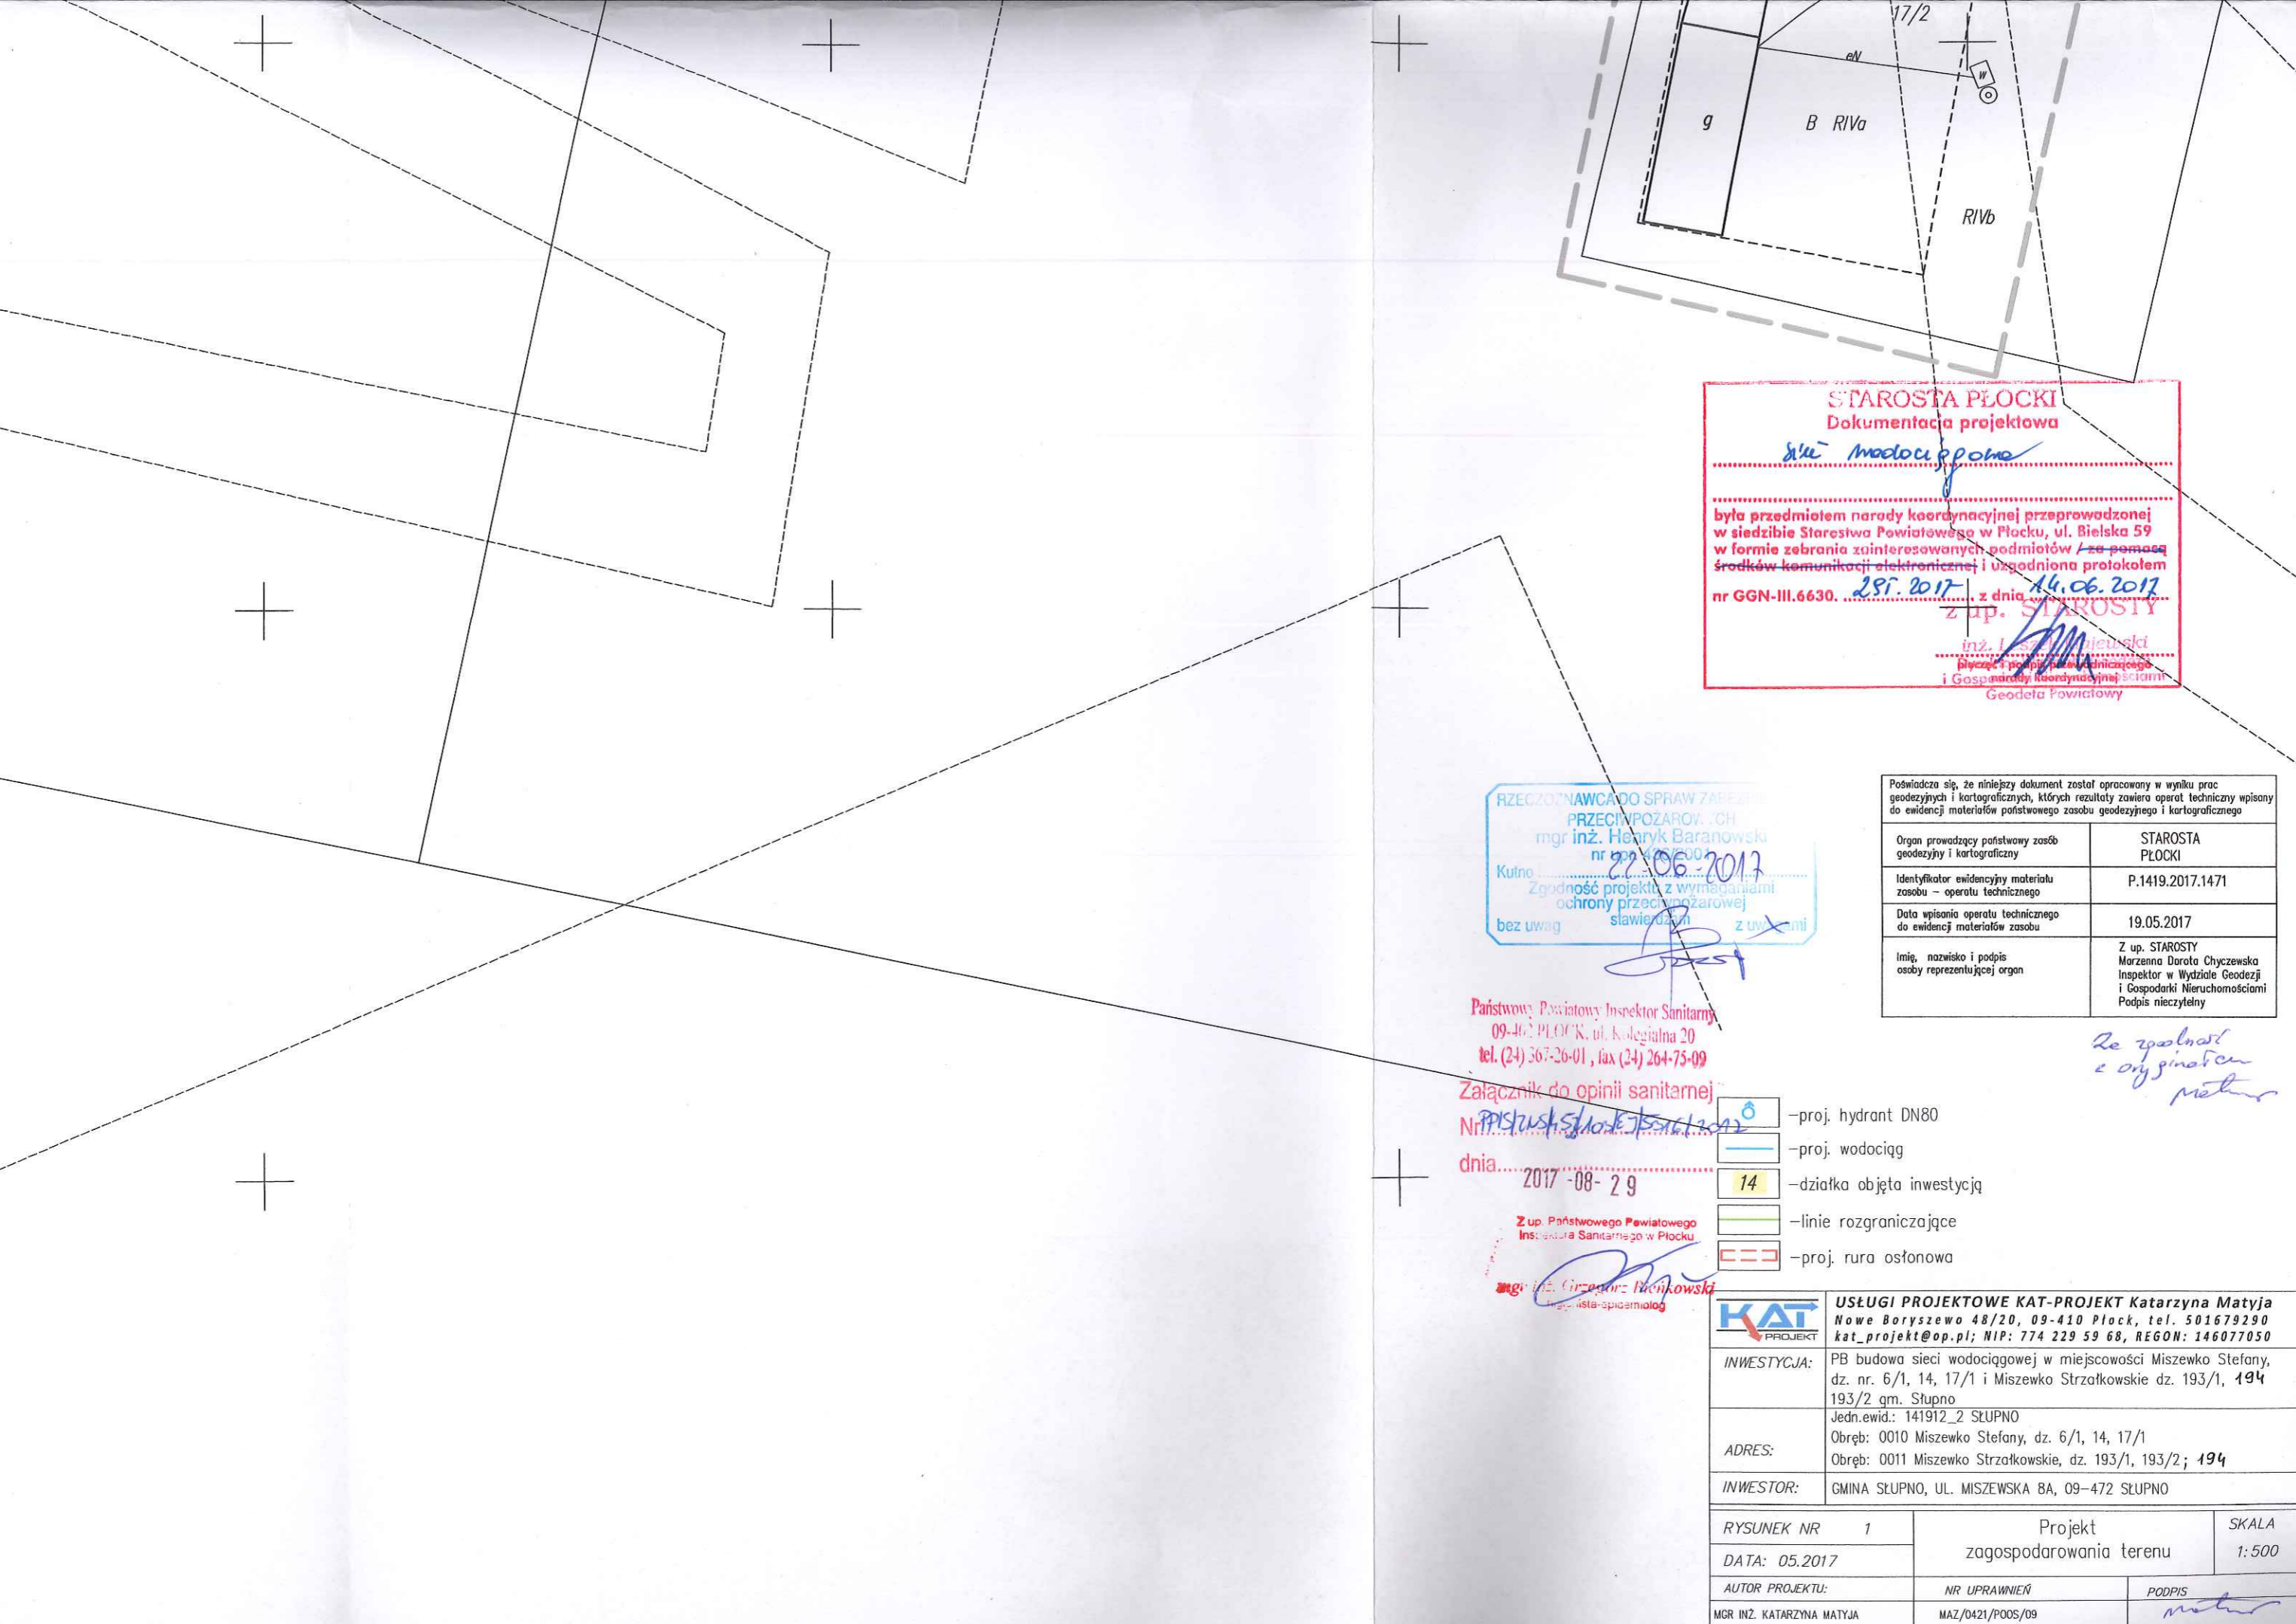 17/2
eN
W
g
B RIVa
RIVb
STAROSTA PŁOCKI
Dokumentacja projektowa
sieć wodociągowa
była przedmiotem narady koordynacyjnej przeprowadzonej
w siedzibie Starostwa Powiatowego w Płocku, ul. Bielska 59
w formie zebrania zainteresowanych podmiotów / za pomocą
środków komunikacji elektronicznej i uzgodniona protokołem
nr GGN-III.6630. 2017 z dnia 14.06.2017
z up. STAROSTY
inż.
pieczęć i podpis przewodniczącego
i narady koordynacyjnej
Geodeta Powiatowy
RZECZOZNAWCA DO SPRAW
PRZECIWPOŻAROWYCH
mgr inż. Henryk Baranowski
nr upr.
Kutno 22-06-2017
Zgodność projektu z wymaganiami
ochrony przeciwpożarowej
stawierdzam
bez uwag z uwagami
Poświadcza się, że niniejszy dokument został opracowany w wyniku prac
geodezyjnych i kartograficznych, których rezultaty zawiera operat techniczny wpisany
do ewidencji materiałów państwowego zasobu geodezyjnego i kartograficznego
Organ prowadzący państwowy zasób
geodezyjny i kartograficzny
STAROSTA
PŁOCKI
Identyfikator ewidencyjny materiału
zasobu – operatu technicznego
P.1419.2017.1471
Data wpisania operatu technicznego
do ewidencji materiałów zasobu
19.05.2017
Imię, nazwisko i podpis
osoby reprezentującej organ
Z up. STAROSTY
Marzenna Dorota Chyczewska
Inspektor w Wydziale Geodezji
i Gospodarki Nieruchomościami
Podpis nieczytelny
Za zgodność
z oryginałem
Państwowy Powiatowy Inspektor Sanitarny
09-402 PŁOCK, ul. Kolegialna 20
tel. (24) 367-26-01, fax (24) 264-75-09
Załącznik do opinii sanitarnej
Nr
dnia 2017 -08- 29
Z up. Państwowego Powiatowego
Inspektora Sanitarnego w Płocku
mgr inż. Grzegorz Bieńkowski
-proj. hydrant DN80
-proj. wodociąg
14 -działka objęta inwestycją
-linie rozgraniczające
-proj. rura osłonowa
KAT
PROJEKT
USŁUGI PROJEKTOWE KAT-PROJEKT Katarzyna Matyja
Nowe Boryszewo 48/20, 09-410 Płock, tel. 501679290
kat_projekt@op.pl; NIP: 774 229 59 68, REGON: 146077050
INWESTYCJA:
PB budowa sieci wodociągowej w miejscowości Miszewko Stefany,
dz. nr. 6/1, 14, 17/1 i Miszewko Strzałkowskie dz. 193/1, 194
193/2 gm. Słupno
ADRES:
Jedn.ewid.: 141912_2 SŁUPNO
Obręb: 0010 Miszewko Stefany, dz. 6/1, 14, 17/1
Obręb: 0011 Miszewko Strzałkowskie, dz. 193/1, 193/2; 194
INWESTOR:
GMINA SŁUPNO, UL. MISZEWSKA 8A, 09-472 SŁUPNO
RYSUNEK NR 1
DATA: 05.2017
Projekt
zagospodarowania terenu
SKALA
1:500
AUTOR PROJEKTU:
NR UPRAWNIEŃ
PODPIS
MGR INŻ. KATARZYNA MATYJA
MAZ/0421/POOS/09